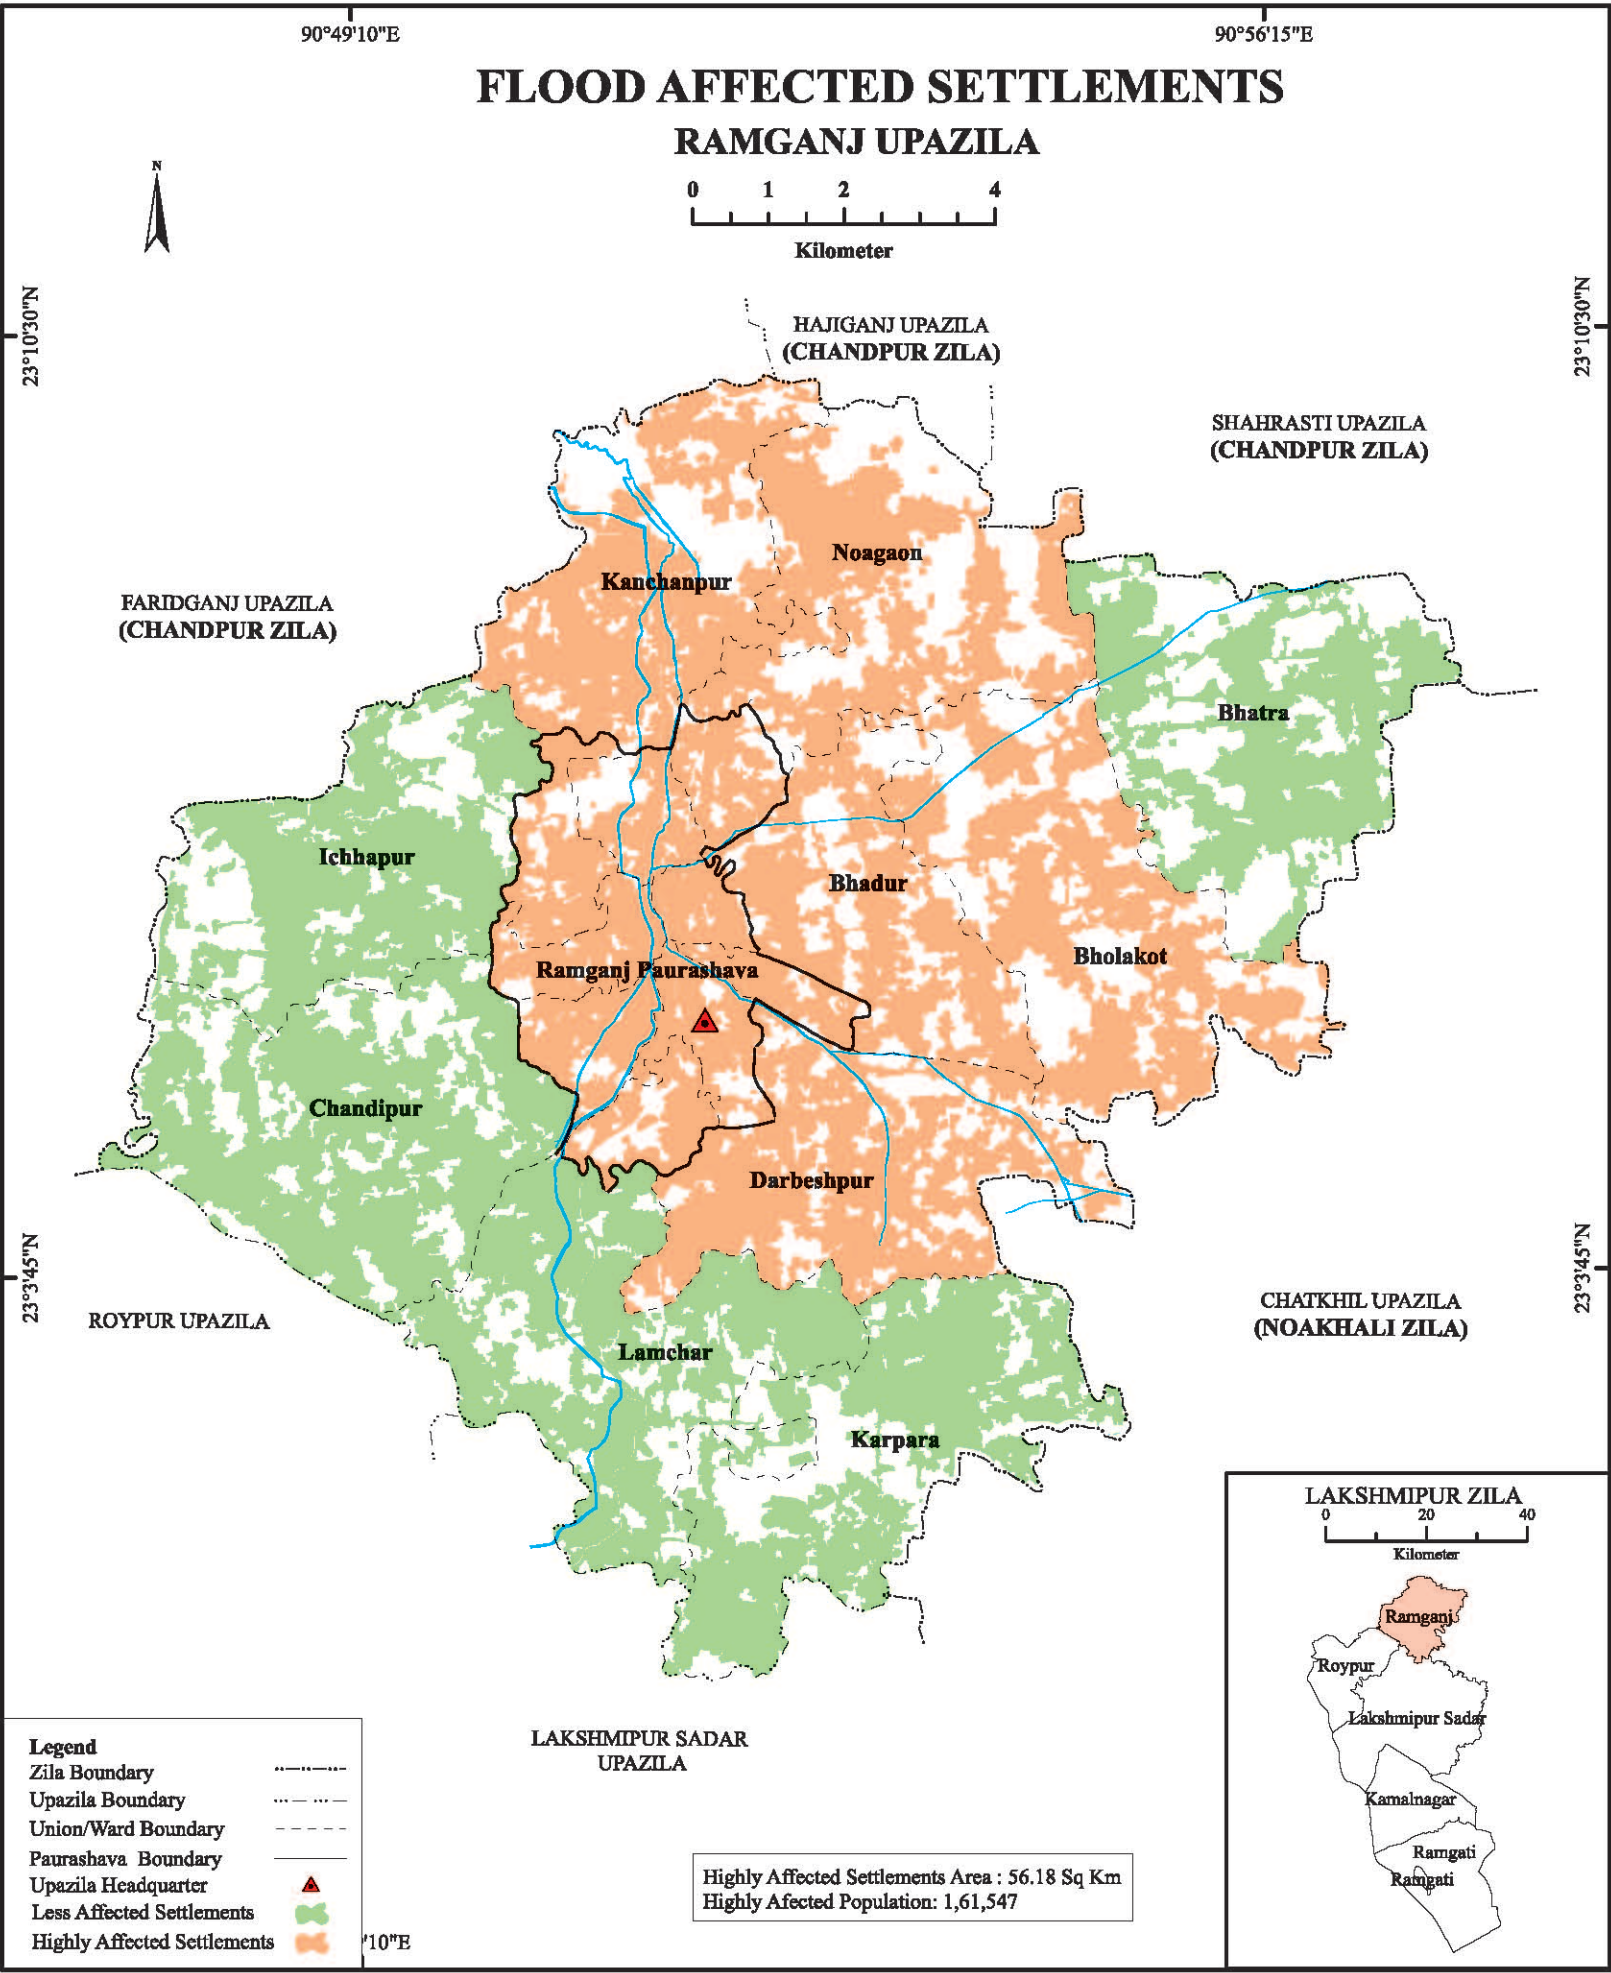 90°49'10"E
90°56'15"E
FLOOD AFFECTED SETTLEMENTS
RAMGANJ UPAZILA
N
0 1 2 4
Kilometer
23°10'30"N
23°10'30"N
HAJIGANJ UPAZILA
(CHANDPUR ZILA)
SHAHRASTI UPAZILA
(CHANDPUR ZILA)
Noagaon
Kanchanpur
FARIDGANJ UPAZILA
(CHANDPUR ZILA)
Bhatra
Ichhapur
Bhadur
Bholakot
Ramganj Paurashava
Chandipur
Darbeshpur
23°3'45"N
23°3'45"N
ROYPUR UPAZILA
CHATKHIL UPAZILA
(NOAKHALI ZILA)
Lamchar
Karpara
LAKSHMIPUR ZILA
0 20 40
Kilometer
Ramganj
Roypur
Lakshmipur Sadar
Kamalnagar
Ramgati
Ramgati
LAKSHMIPUR SADAR
UPAZILA
Legend
Zila Boundary
Upazila Boundary
Union/Ward Boundary
Paurashava Boundary
Upazila Headquarter
Less Affected Settlements
Highly Affected Settlements
'10"E
Highly Affected Settlements Area : 56.18 Sq Km
Highly Afected Population: 1,61,547